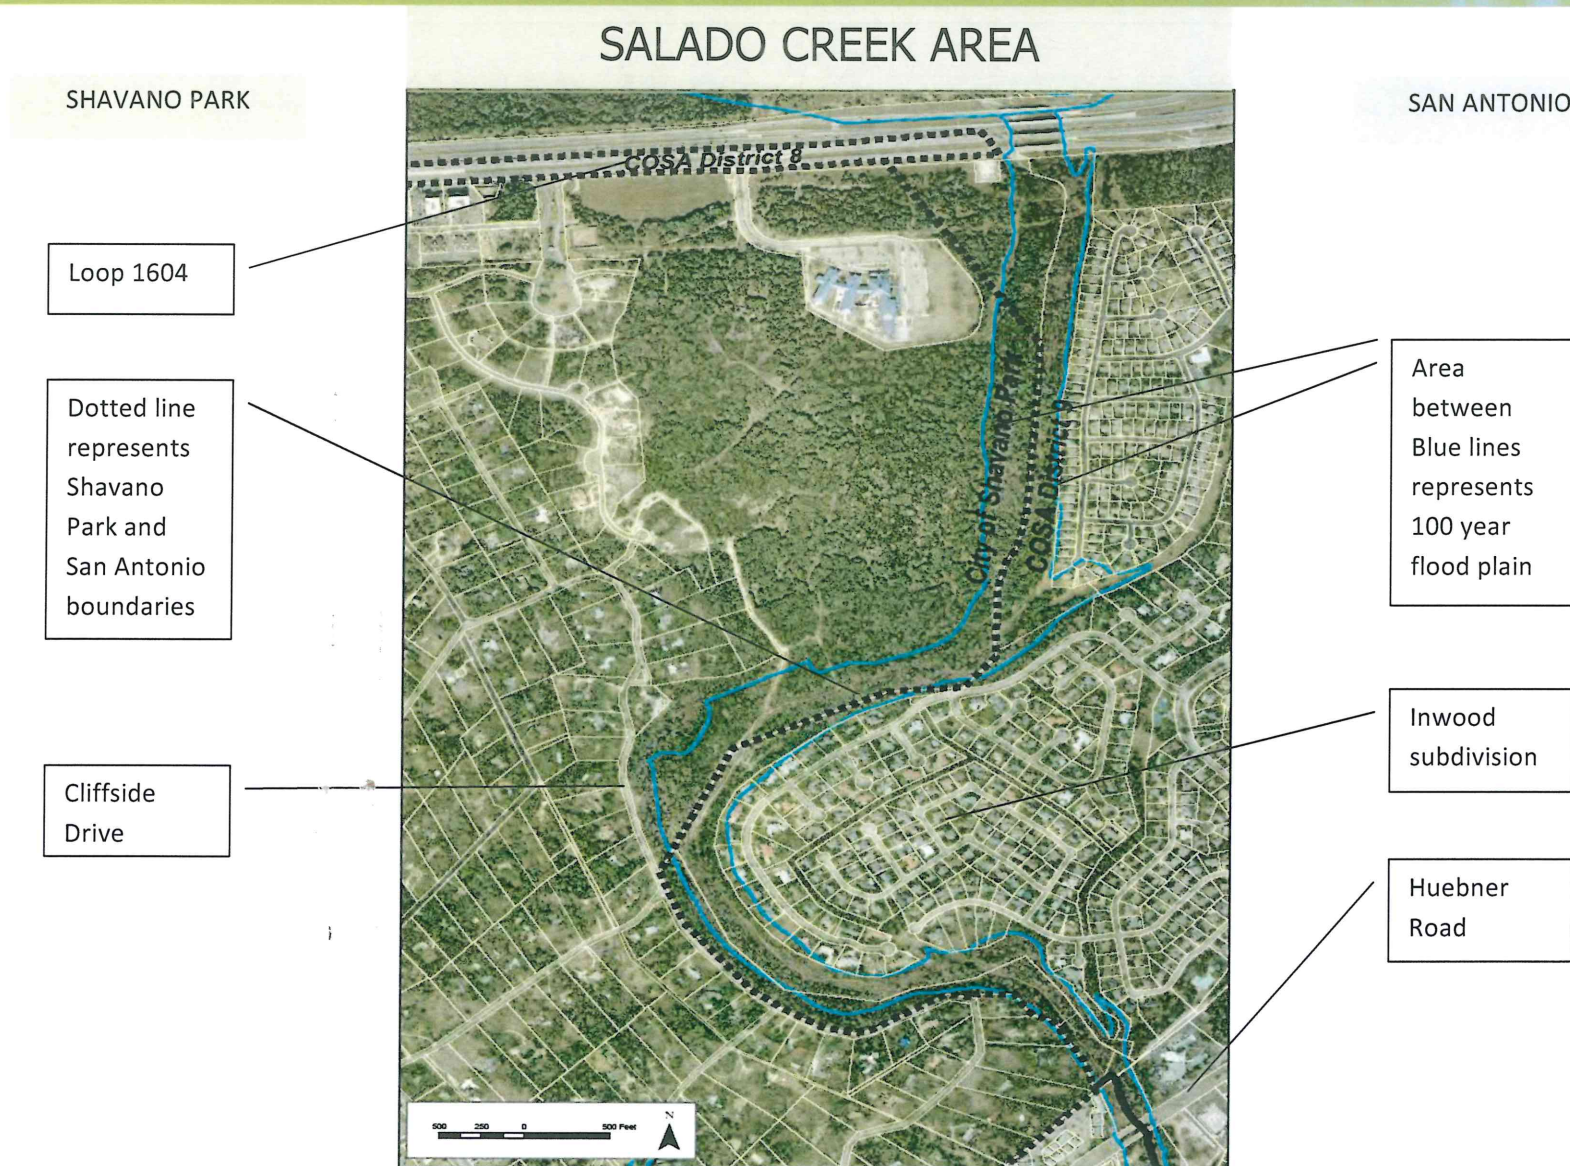 SALADO CREEK AREA
SHAVANO PARK
SAN ANTONIO
COSA District 8
Loop 1604
Dotted line
represents
Shavano
Park and
San Antonio
boundaries
Cliffside
Drive
City of Shavano Park
COSA District 9
Area
between
Blue lines
represents
100 year
flood plain
Inwood
subdivision
Huebner
Road
500 250 0 500 Feet
N